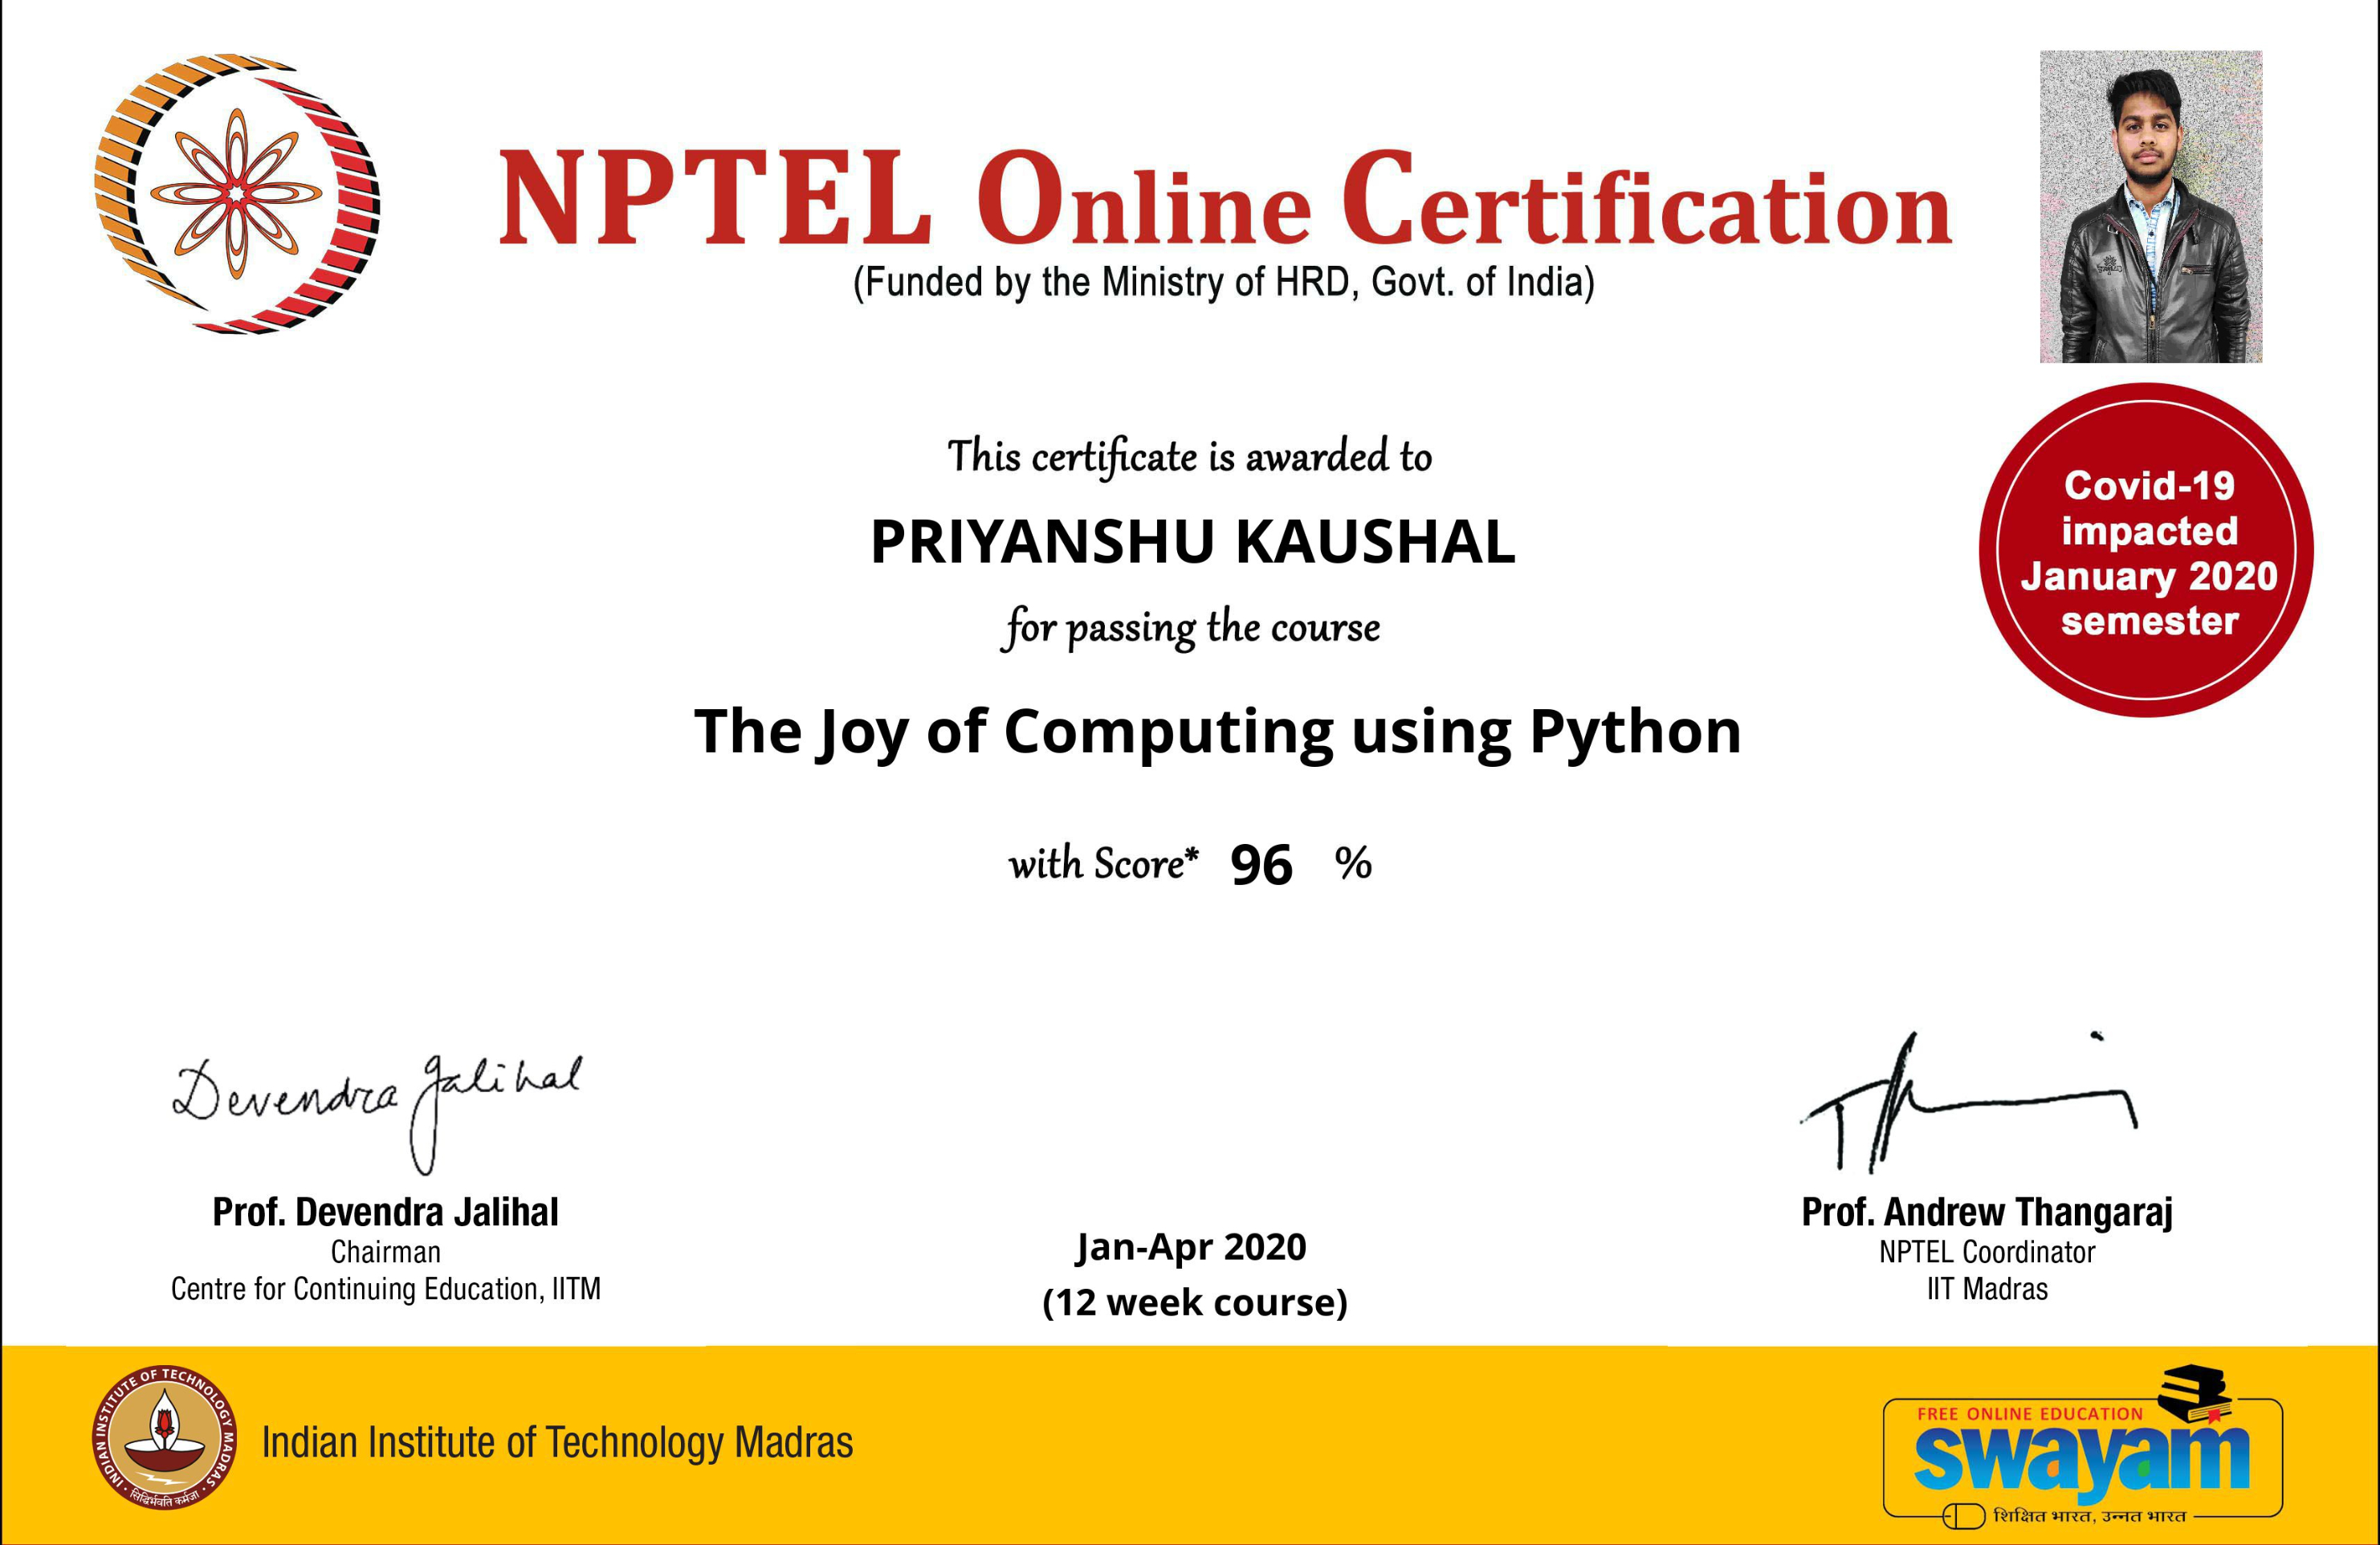 NPTEL Online Certification
(Funded by the Ministry of HRD, Govt. of India)
This certificate is awarded to
PRIYANSHU KAUSHAL
for passing the course
The Joy of Computing using Python
with Score* 96 %
Covid-19
impacted
January 2020
semester
Devendra Jalihal
Prof. Devendra Jalihal
Chairman
Centre for Continuing Education, IITM
Jan-Apr 2020
(12 week course)
Prof. Andrew Thangaraj
NPTEL Coordinator
IIT Madras
INDIAN INSTITUTE OF TECHNOLOGY MADRAS
सिद्धिर्भवति कर्मजा
Indian Institute of Technology Madras
FREE ONLINE EDUCATION
swayam
शिक्षित भारत, उन्नत भारत